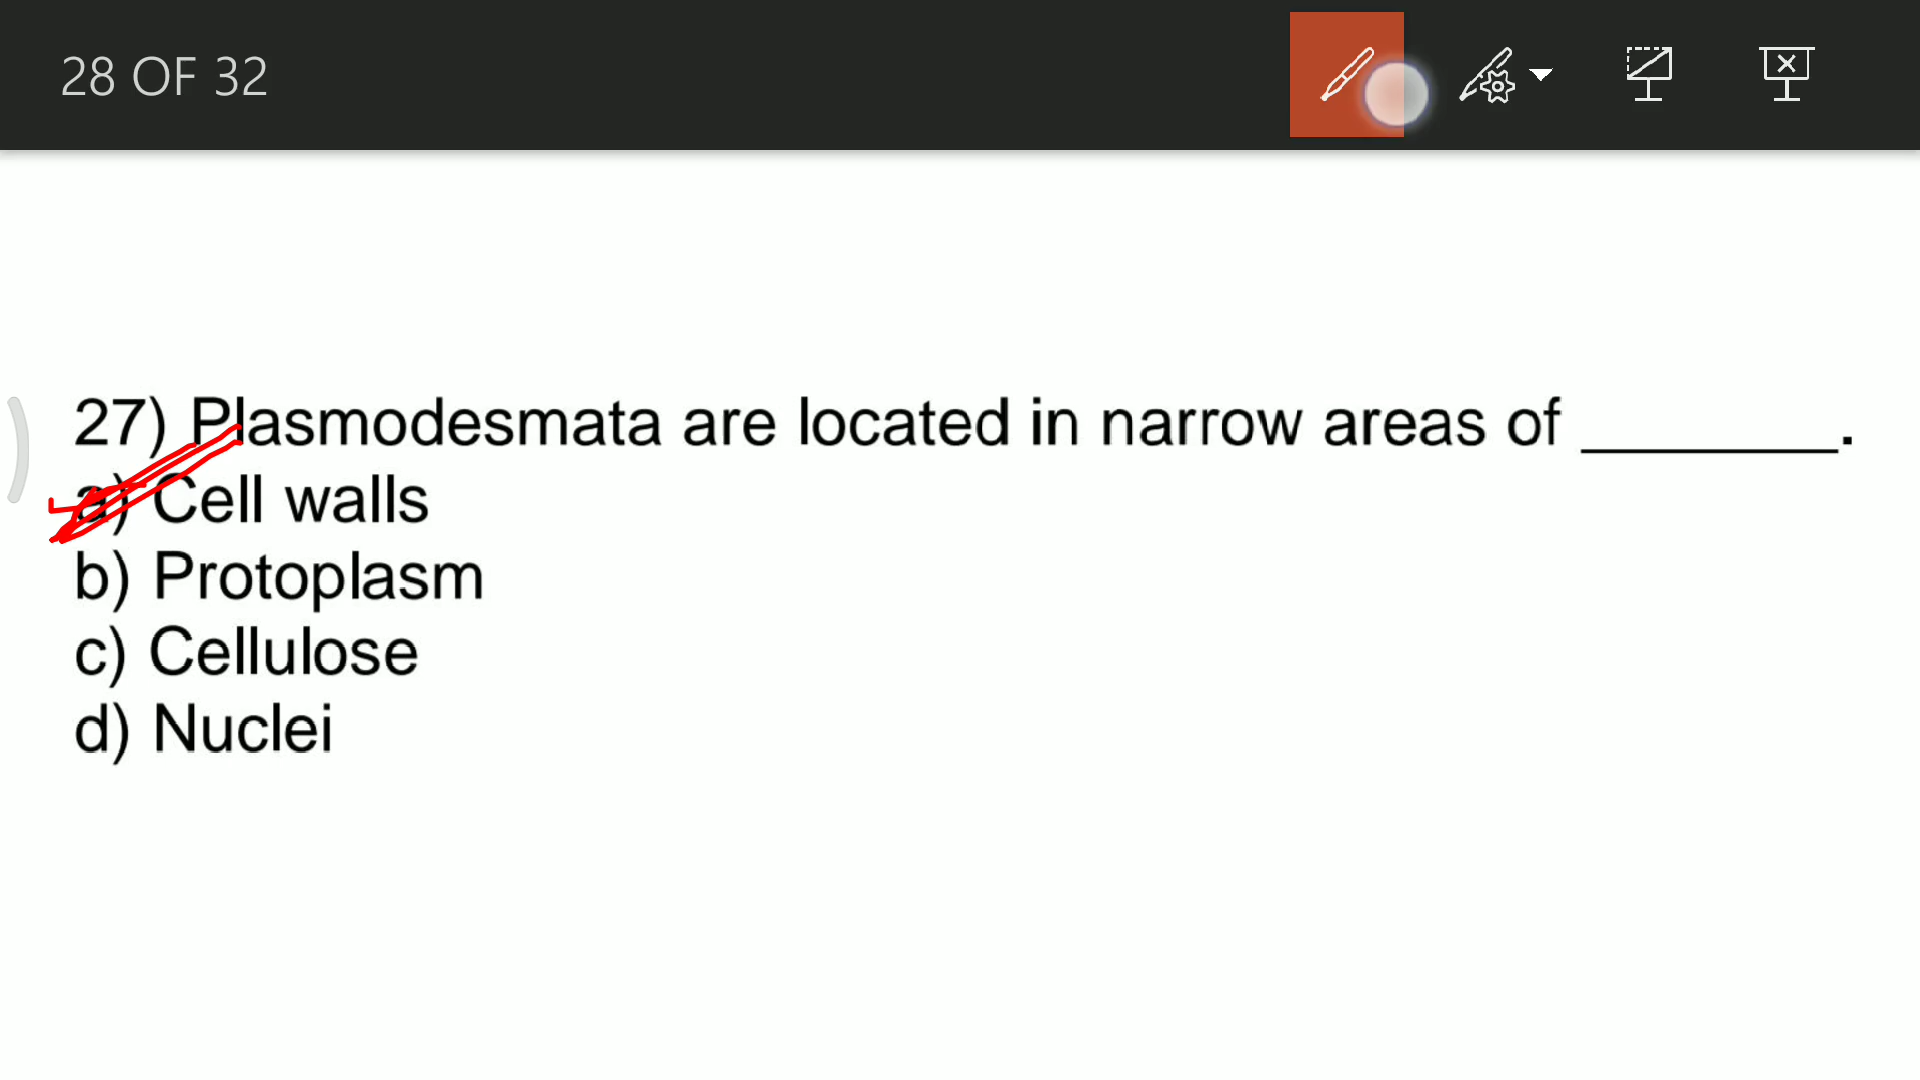 28 OF 32
27) Plasmodesmata are located in narrow areas of ________.
a) Cell walls
b) Protoplasm
c) Cellulose
d) Nuclei